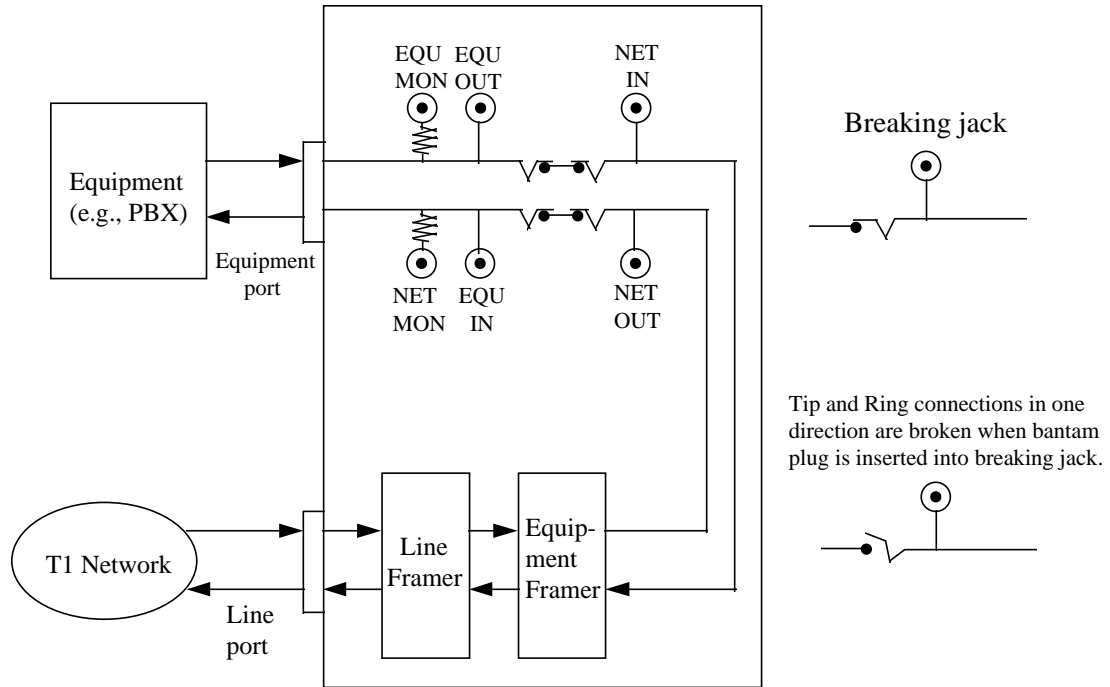 EQU
MON
EQU
OUT
NET
IN
Equipment
(e.g., PBX)
Equipment
port
NET
MON
EQU
IN
NET
OUT
Breaking jack
Tip and Ring connections in one
direction are broken when bantam
plug is inserted into breaking jack.
T1 Network
Line
port
Line
Framer
Equip-
ment
Framer